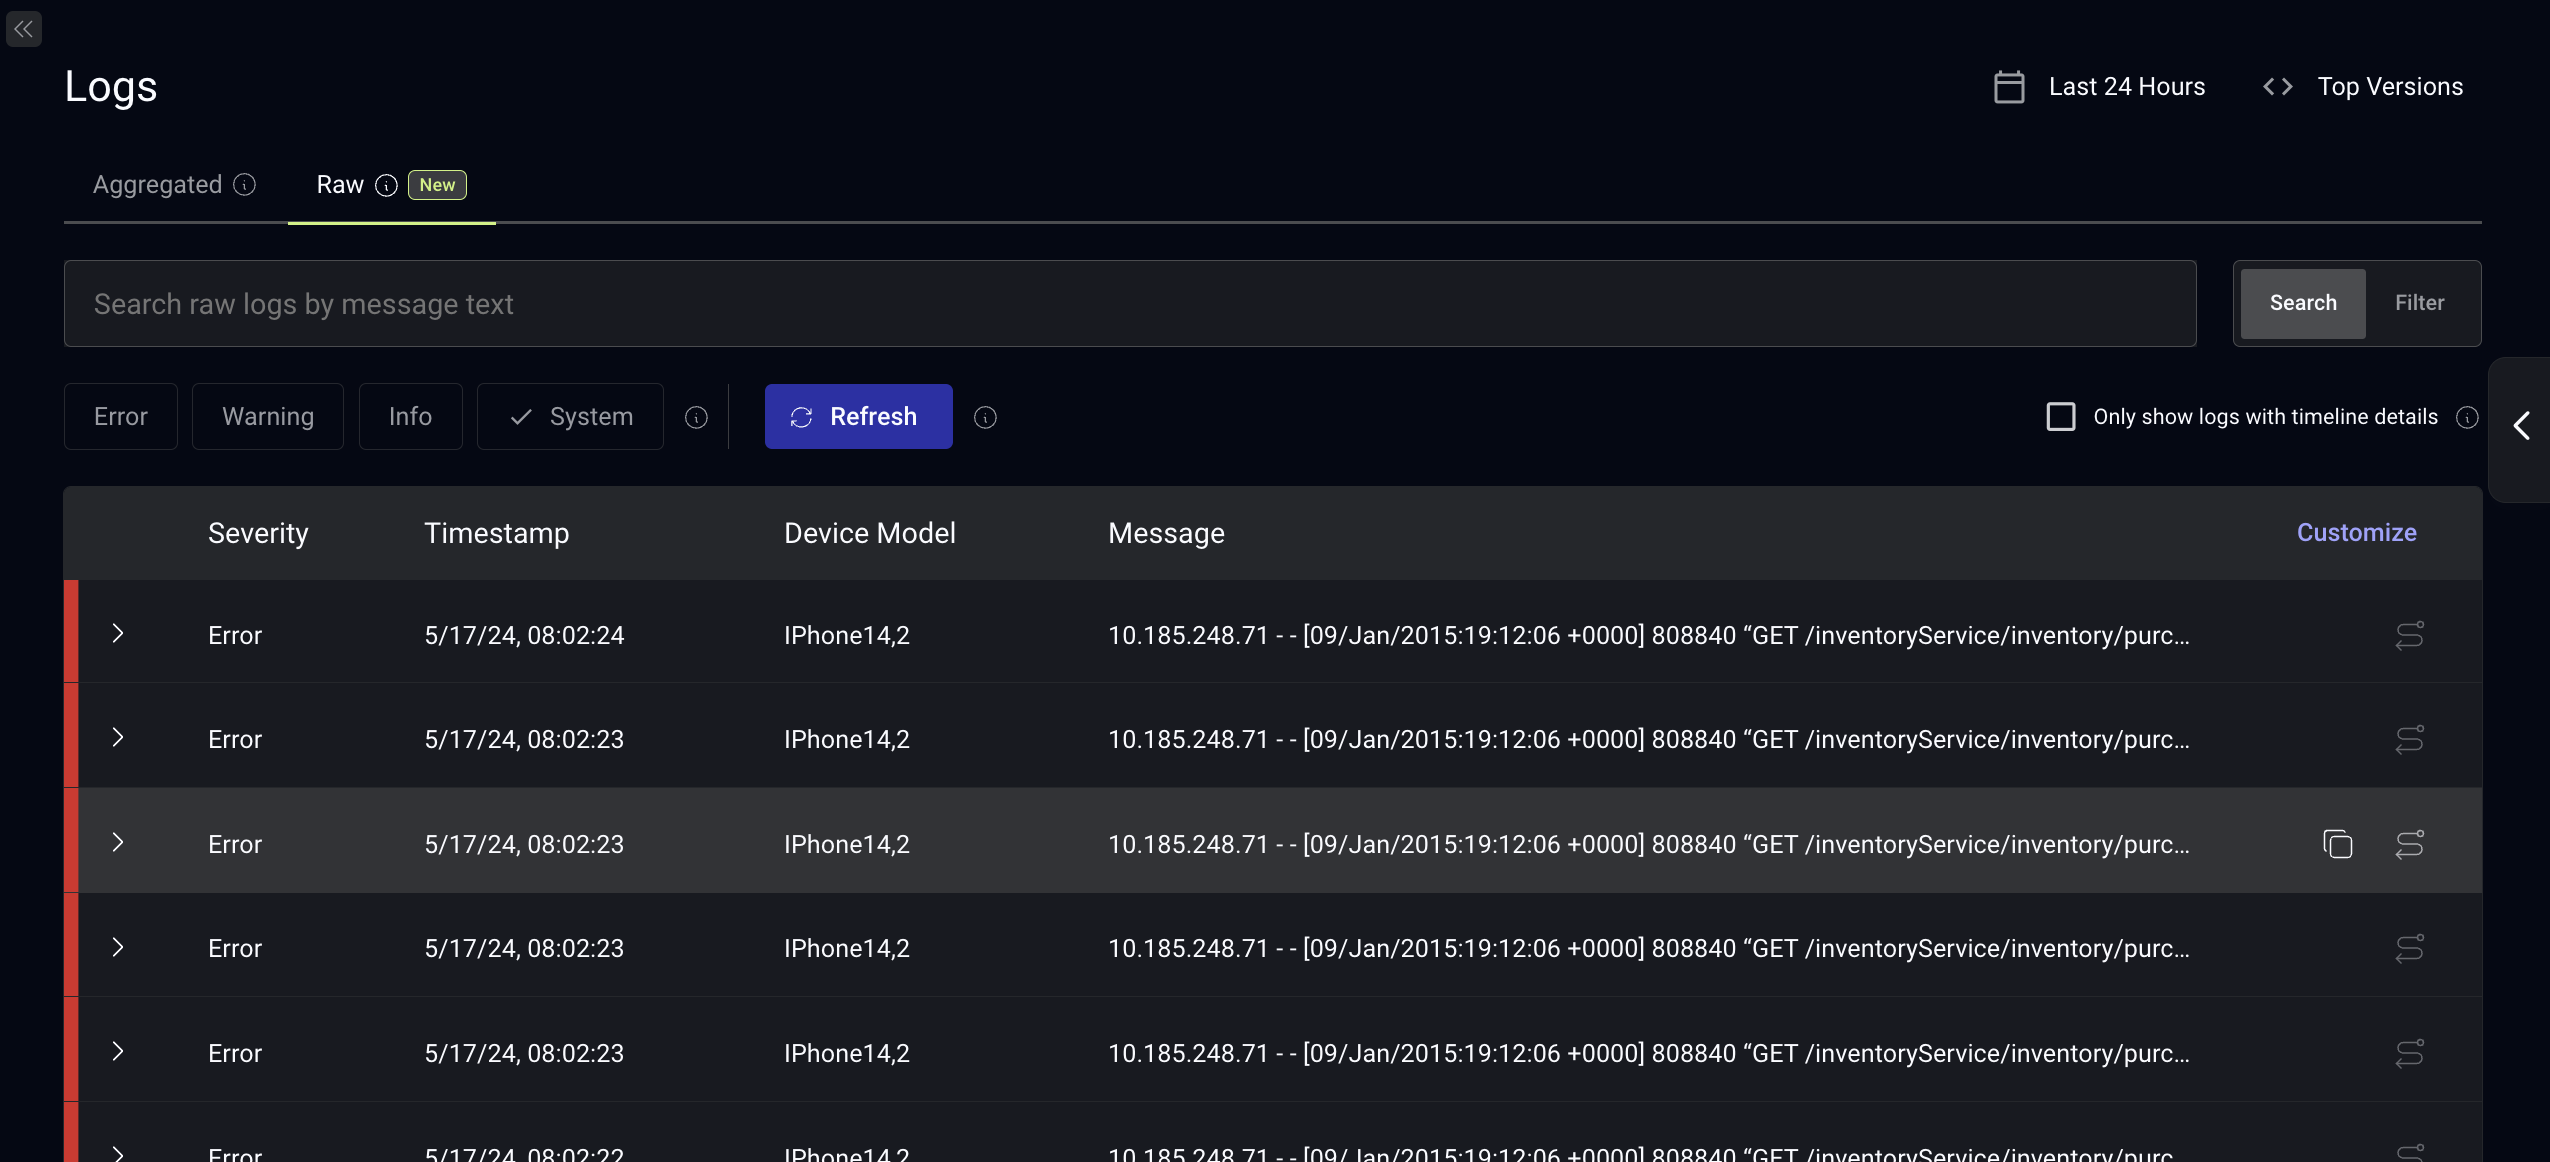 Logs
Last 24 Hours
Top Versions
Aggregated
Raw
New
Search raw logs by message text
Search
Filter
Error
Warning
Info
System
Refresh
Only show logs with timeline details
Severity Timestamp Device Model Message Customize
Error 5/17/24, 08:02:24 IPhone14,2 10.185.248.71 - - [09/Jan/2015:19:12:06 +0000] 808840 “GET /inventoryService/inventory/purc...
Error 5/17/24, 08:02:23 IPhone14,2 10.185.248.71 - - [09/Jan/2015:19:12:06 +0000] 808840 “GET /inventoryService/inventory/purc...
Error 5/17/24, 08:02:23 IPhone14,2 10.185.248.71 - - [09/Jan/2015:19:12:06 +0000] 808840 “GET /inventoryService/inventory/purc...
Error 5/17/24, 08:02:23 IPhone14,2 10.185.248.71 - - [09/Jan/2015:19:12:06 +0000] 808840 “GET /inventoryService/inventory/purc...
Error 5/17/24, 08:02:23 IPhone14,2 10.185.248.71 - - [09/Jan/2015:19:12:06 +0000] 808840 “GET /inventoryService/inventory/purc...
Error 5/17/24, 08:02:22 IPhone14,2 10.185.248.71 - - [09/Jan/2015:19:12:06 +0000] 808840 “GET /inventoryService/inventory/purc...